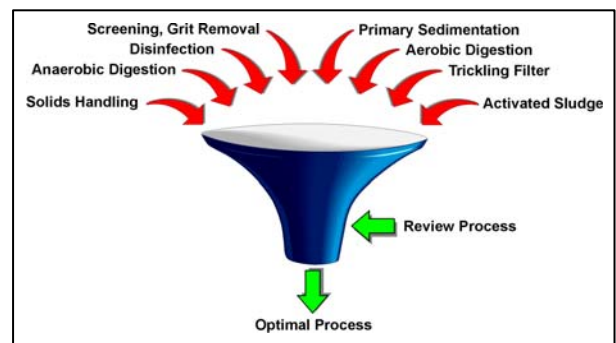 Screening, Grit Removal
Primary Sedimentation
Disinfection
Aerobic Digestion
Anaerobic Digestion
Trickling Filter
Solids Handling
Activated Sludge
Review Process
Optimal Process